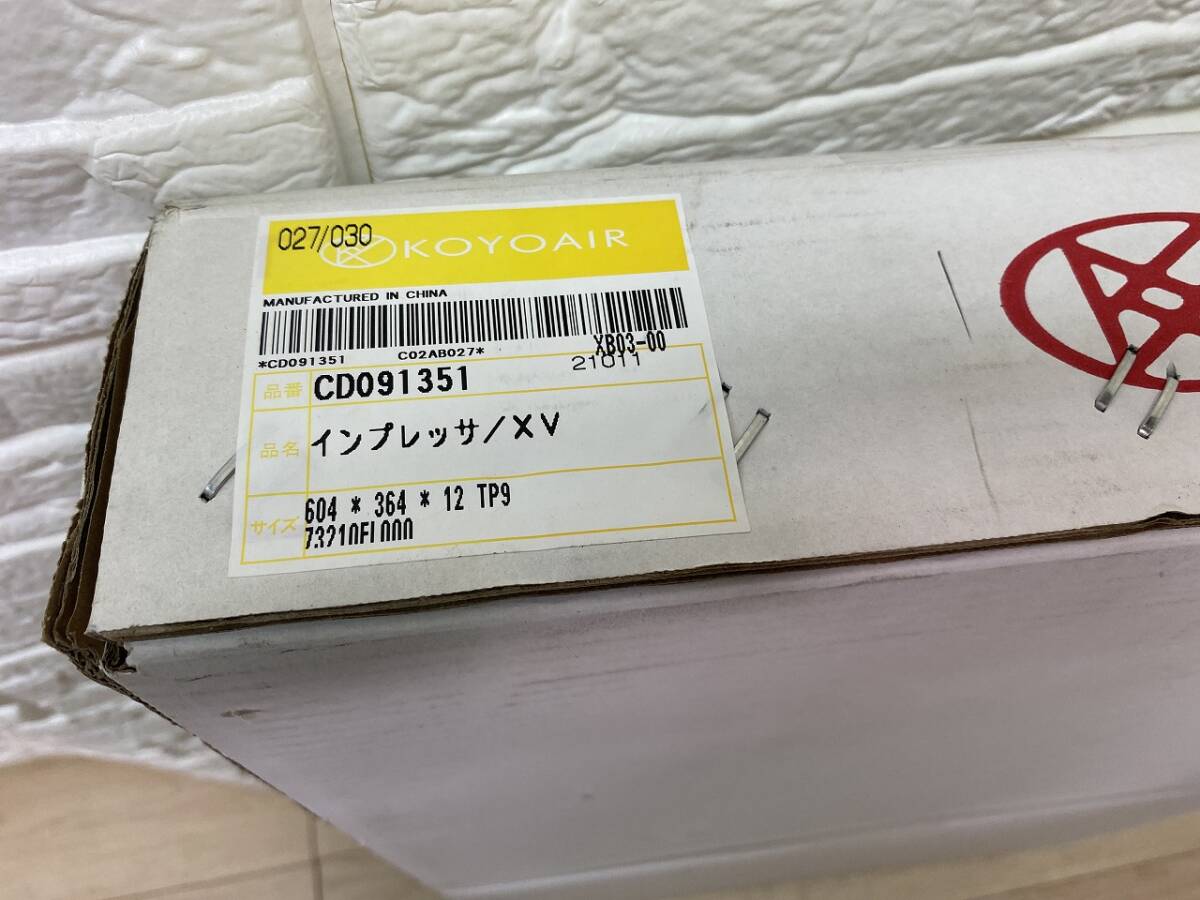 027/030 KOYOAIR
MANUFACTURED IN CHINA
*CD091351 C02AB027* XB03-00
21011
品番 CD091351
品名 インプレッサ/XV
サイズ 604 * 364 * 12 TP9
73210FL000